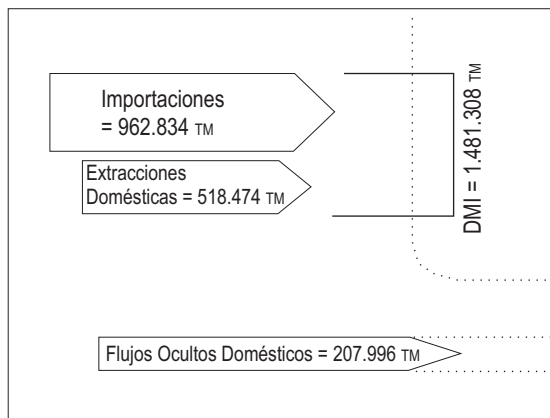 Importaciones
= 962.834 TM
Extracciones
Domésticas = 518.474 TM
DMI = 1.481.308 TM
Flujos Ocultos Domésticos = 207.996 TM